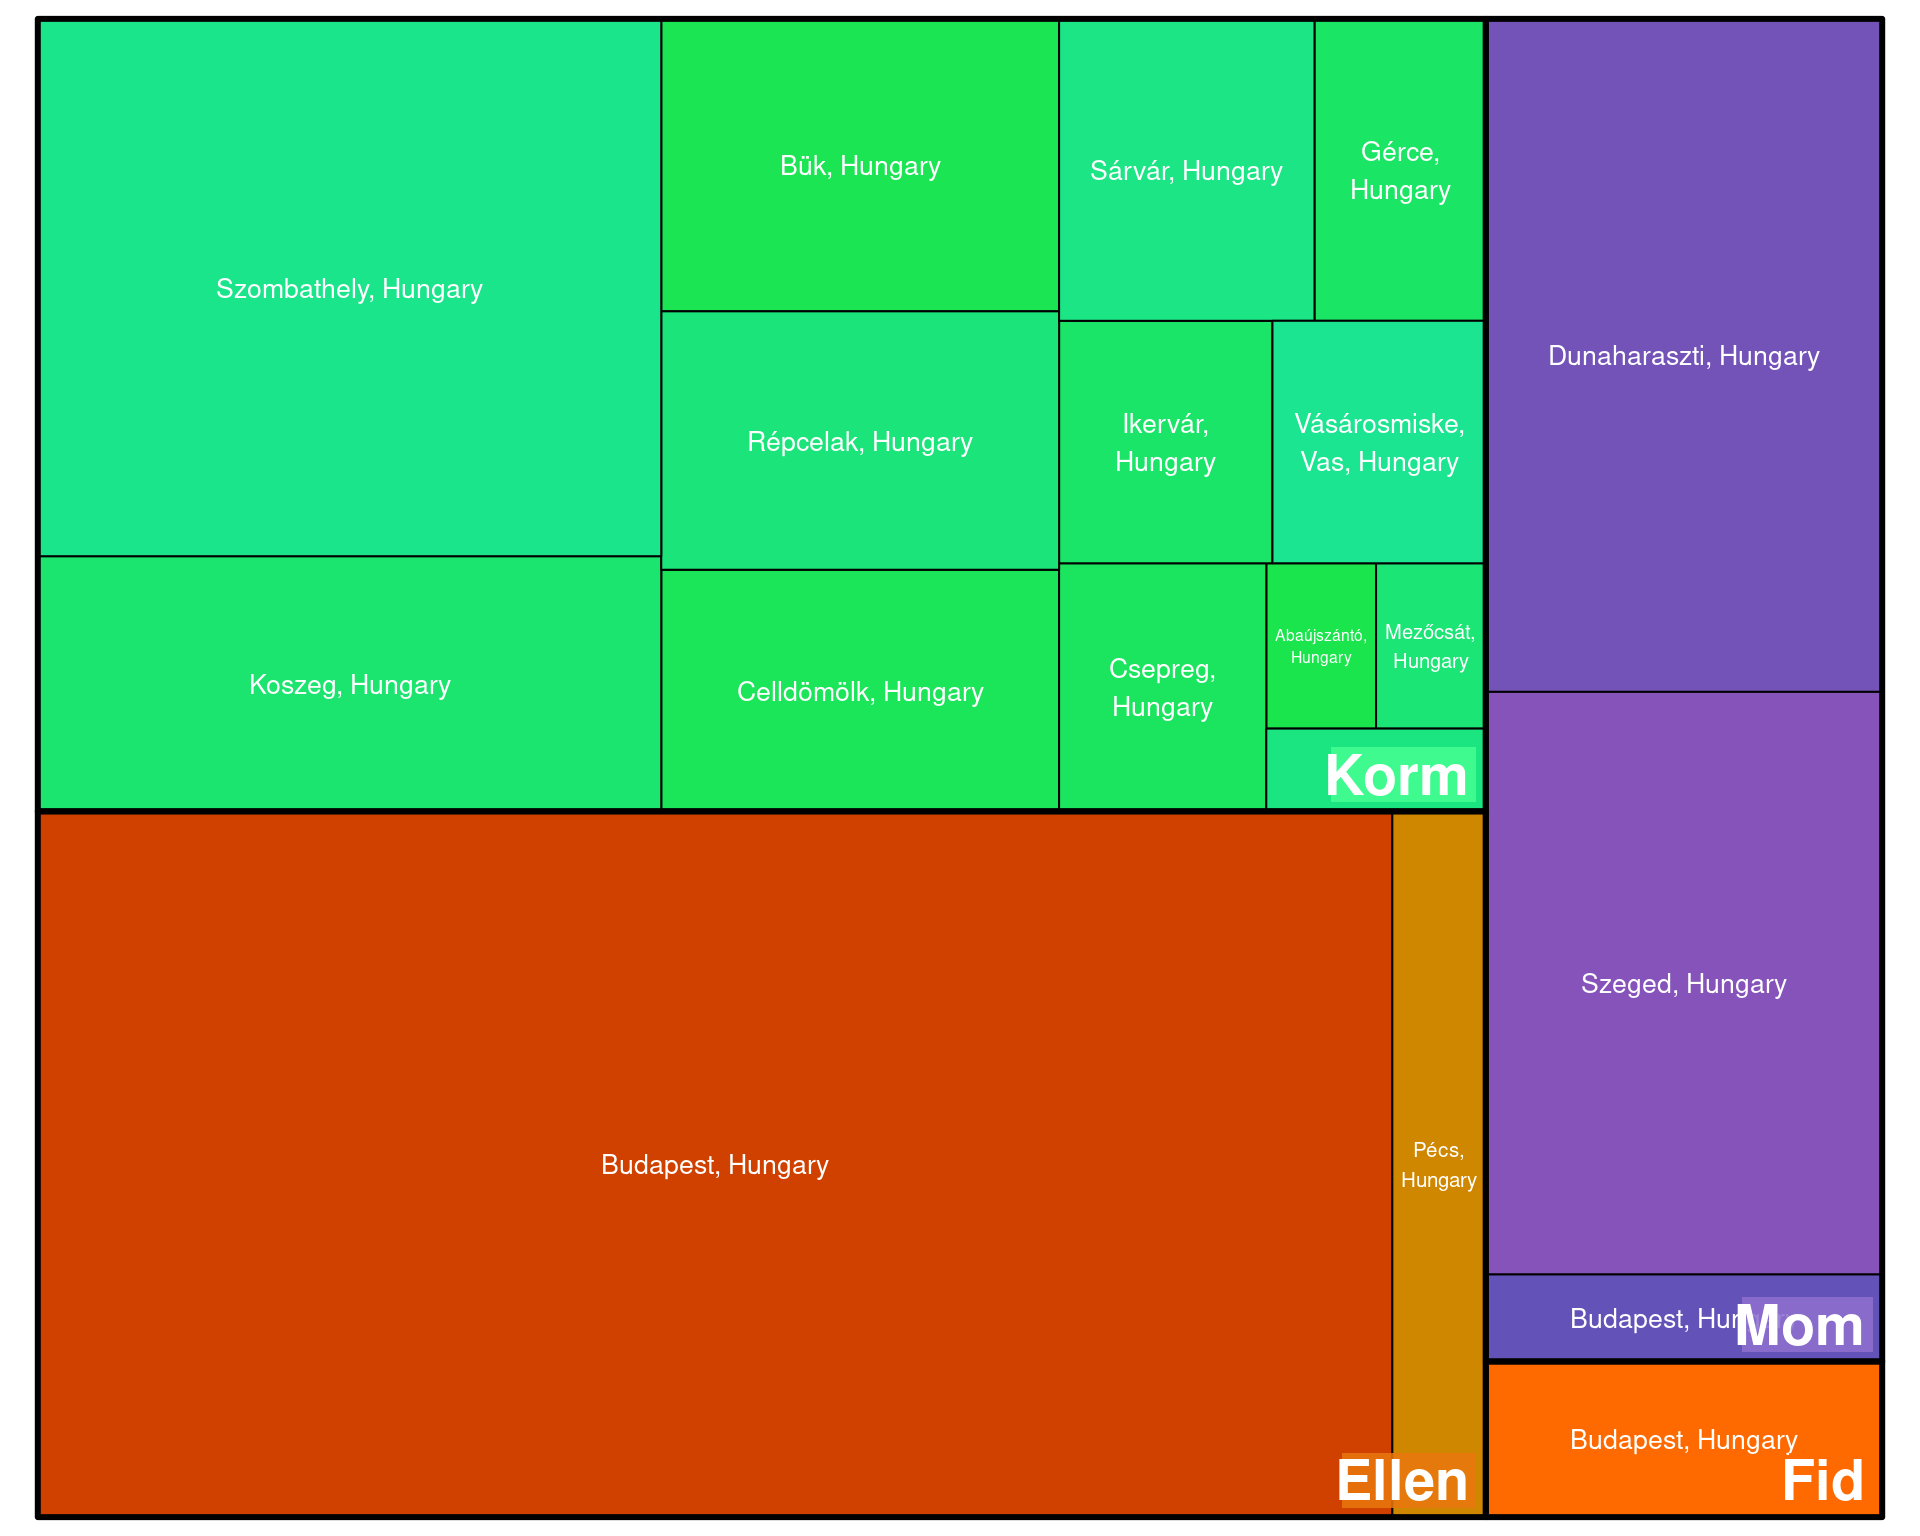 Szombathely, Hungary
Koszeg, Hungary
Bük, Hungary
Répcelak, Hungary
Celldömölk, Hungary
Sárvár, Hungary
Gérce,
Hungary
Ikervár,
Hungary
Vásárosmiske,
Vas, Hungary
Csepreg,
Hungary
Abaújszántó,
Hungary
Mezőcsát,
Hungary
Korm
Budapest, Hungary
Pécs,
Hungary
Ellen
Dunaharaszti, Hungary
Szeged, Hungary
Budapest,
Mom
Budapest, Hungary
Fid